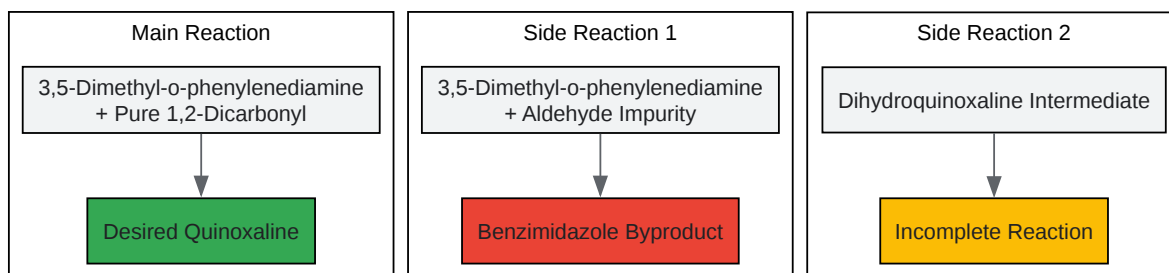 Main Reaction
3,5-Dimethyl-o-phenylenediamine
+ Pure 1,2-Dicarbonyl
Desired Quinoxaline
Side Reaction 1
3,5-Dimethyl-o-phenylenediamine
+ Aldehyde Impurity
Benzimidazole Byproduct
Side Reaction 2
Dihydroquinoxaline Intermediate
Incomplete Reaction